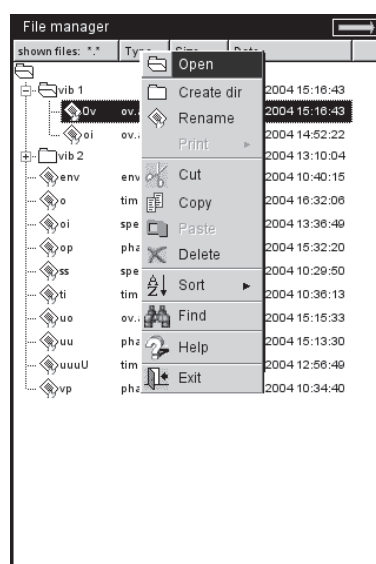 File manager
shown files: *.* Type Size Date
vib 1 Open 2004 15:16:43
Create dir
0v ov. Rename 2004 15:16:43
oi ov. Print 2004 14:52:22
vib 2 2004 13:10:04
env env Cut 2004 10:40:15
o tim Copy 2004 16:32:06
oi spe Paste 2004 13:36:49
op pha Delete 2004 15:32:20
ss spe 2004 10:29:50
ti tim Sort 2004 10:36:13
uo ov. Find 2004 15:15:33
uu pha Help 2004 15:13:30
uuuU tim Exit 2004 12:56:49
vp pha 2004 10:34:40